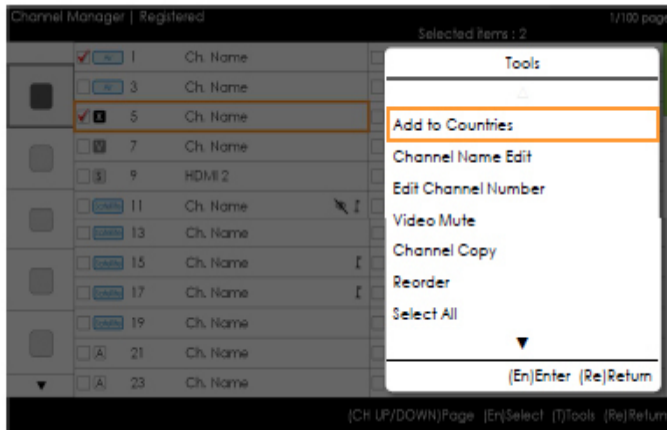 Channel Manager | Registered
1/100 page
Selected items : 2
1 Ch. Name
3 Ch. Name
X 5 Ch. Name
V 7 Ch. Name
S 9 HDMI 2
11 Ch. Name
13 Ch. Name
15 Ch. Name
17 Ch. Name
19 Ch. Name
A 21 Ch. Name
A 23 Ch. Name
Tools
Add to Countries
Channel Name Edit
Edit Channel Number
Video Mute
Channel Copy
Reorder
Select All
(En)Enter (Re)Return
(CH UP/DOWN)Page (En)Select (T)Tools (Re)Return